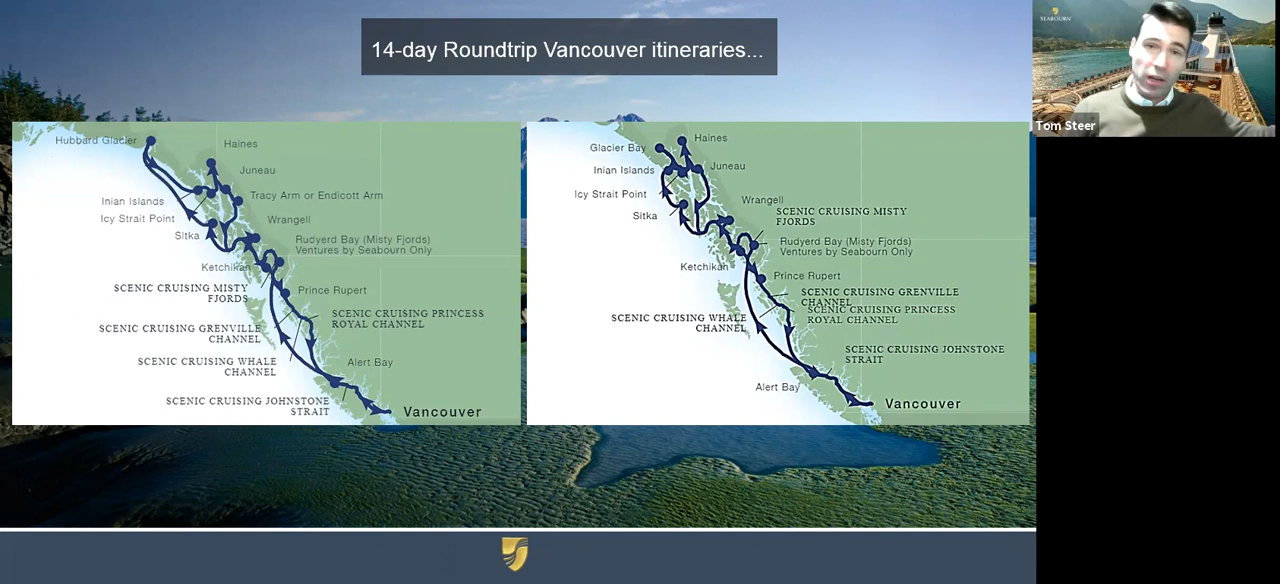 14-day Roundtrip Vancouver itineraries...
SEABOURN
Tom Steer
Hubbard Glacier
Haines
Juneau
Tracy Arm or Endicott Arm
Inian Islands
Icy Strait Point
Wrangell
Sitka
Rudyerd Bay (Misty Fjords)
Ventures by Seabourn Only
Ketchikan
SCENIC CRUISING MISTY
FJORDS
Prince Rupert
SCENIC CRUISING PRINCESS
ROYAL CHANNEL
SCENIC CRUISING GRENVILLE
CHANNEL
SCENIC CRUISING WHALE
CHANNEL
Alert Bay
SCENIC CRUISING JOHNSTONE
STRAIT
Vancouver
Haines
Glacier Bay
Juneau
Inian Islands
Icy Strait Point
Wrangell
Sitka
SCENIC CRUISING MISTY
FJORDS
Rudyerd Bay (Misty Fjords)
Ventures by Seabourn Only
Ketchikan
Prince Rupert
SCENIC CRUISING GRENVILLE
CHANNEL
SCENIC CRUISING PRINCESS
ROYAL CHANNEL
SCENIC CRUISING WHALE
CHANNEL
SCENIC CRUISING JOHNSTONE
STRAIT
Alert Bay
Vancouver